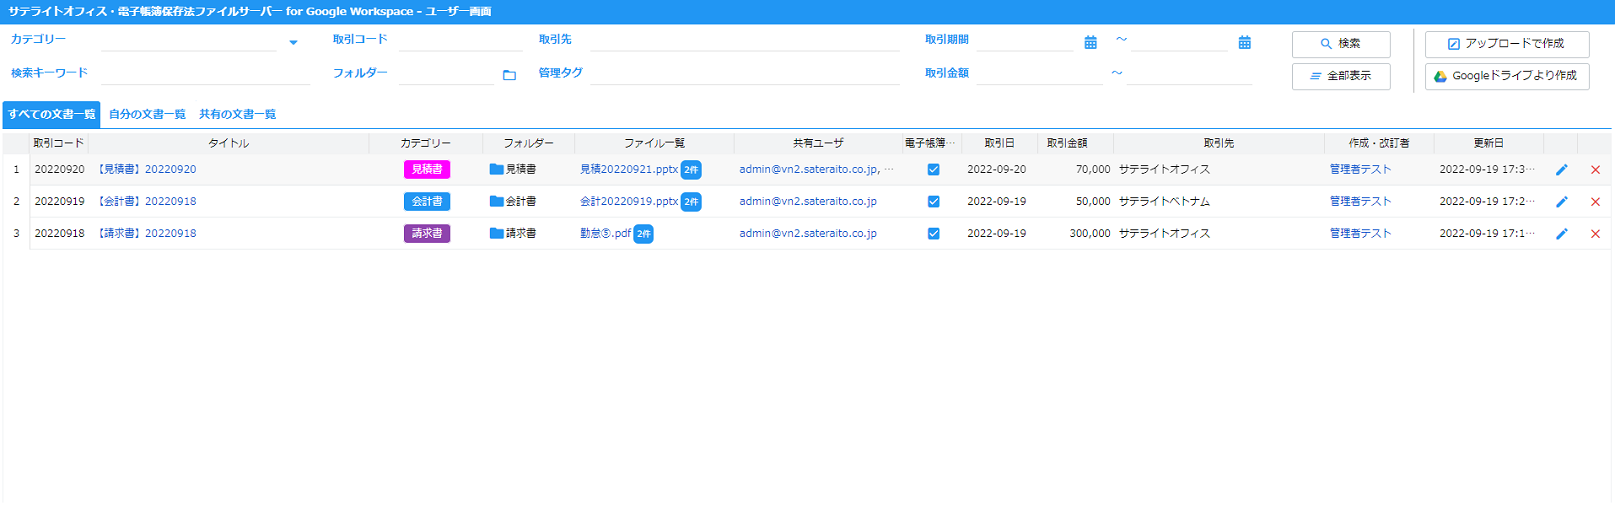 サテライトオフィス・電子帳簿保存法ファイルサーバー for Google Workspace - ユーザー画面
カテゴリー 取引コード 取引先 取引期間 ～ 検索 アップロードで作成
検索キーワード フォルダー 管理タグ 取引金額 ～ 全部表示 Googleドライブより作成
すべての文書一覧 自分の文書一覧 共有の文書一覧
取引コード タイトル カテゴリー フォルダー ファイル一覧 共有ユーザ 電子帳簿… 取引日 取引金額 取引先 作成・改訂者 更新日
1 20220920 【見積書】20220920 見積書 見積書 見積20220921.pptx 2件 admin@vn2.sateraito.co.jp, … 2022-09-20 70,000 サテライトオフィス 管理者テスト 2022-09-19 17:3…
2 20220919 【会計書】20220918 会計書 会計書 会計20220919.pptx 2件 admin@vn2.sateraito.co.jp 2022-09-19 50,000 サテライトベトナム 管理者テスト 2022-09-19 17:2…
3 20220918 【請求書】20220918 請求書 請求書 勤怠⑤.pdf 2件 admin@vn2.sateraito.co.jp 2022-09-19 300,000 サテライトオフィス 管理者テスト 2022-09-19 17:1…